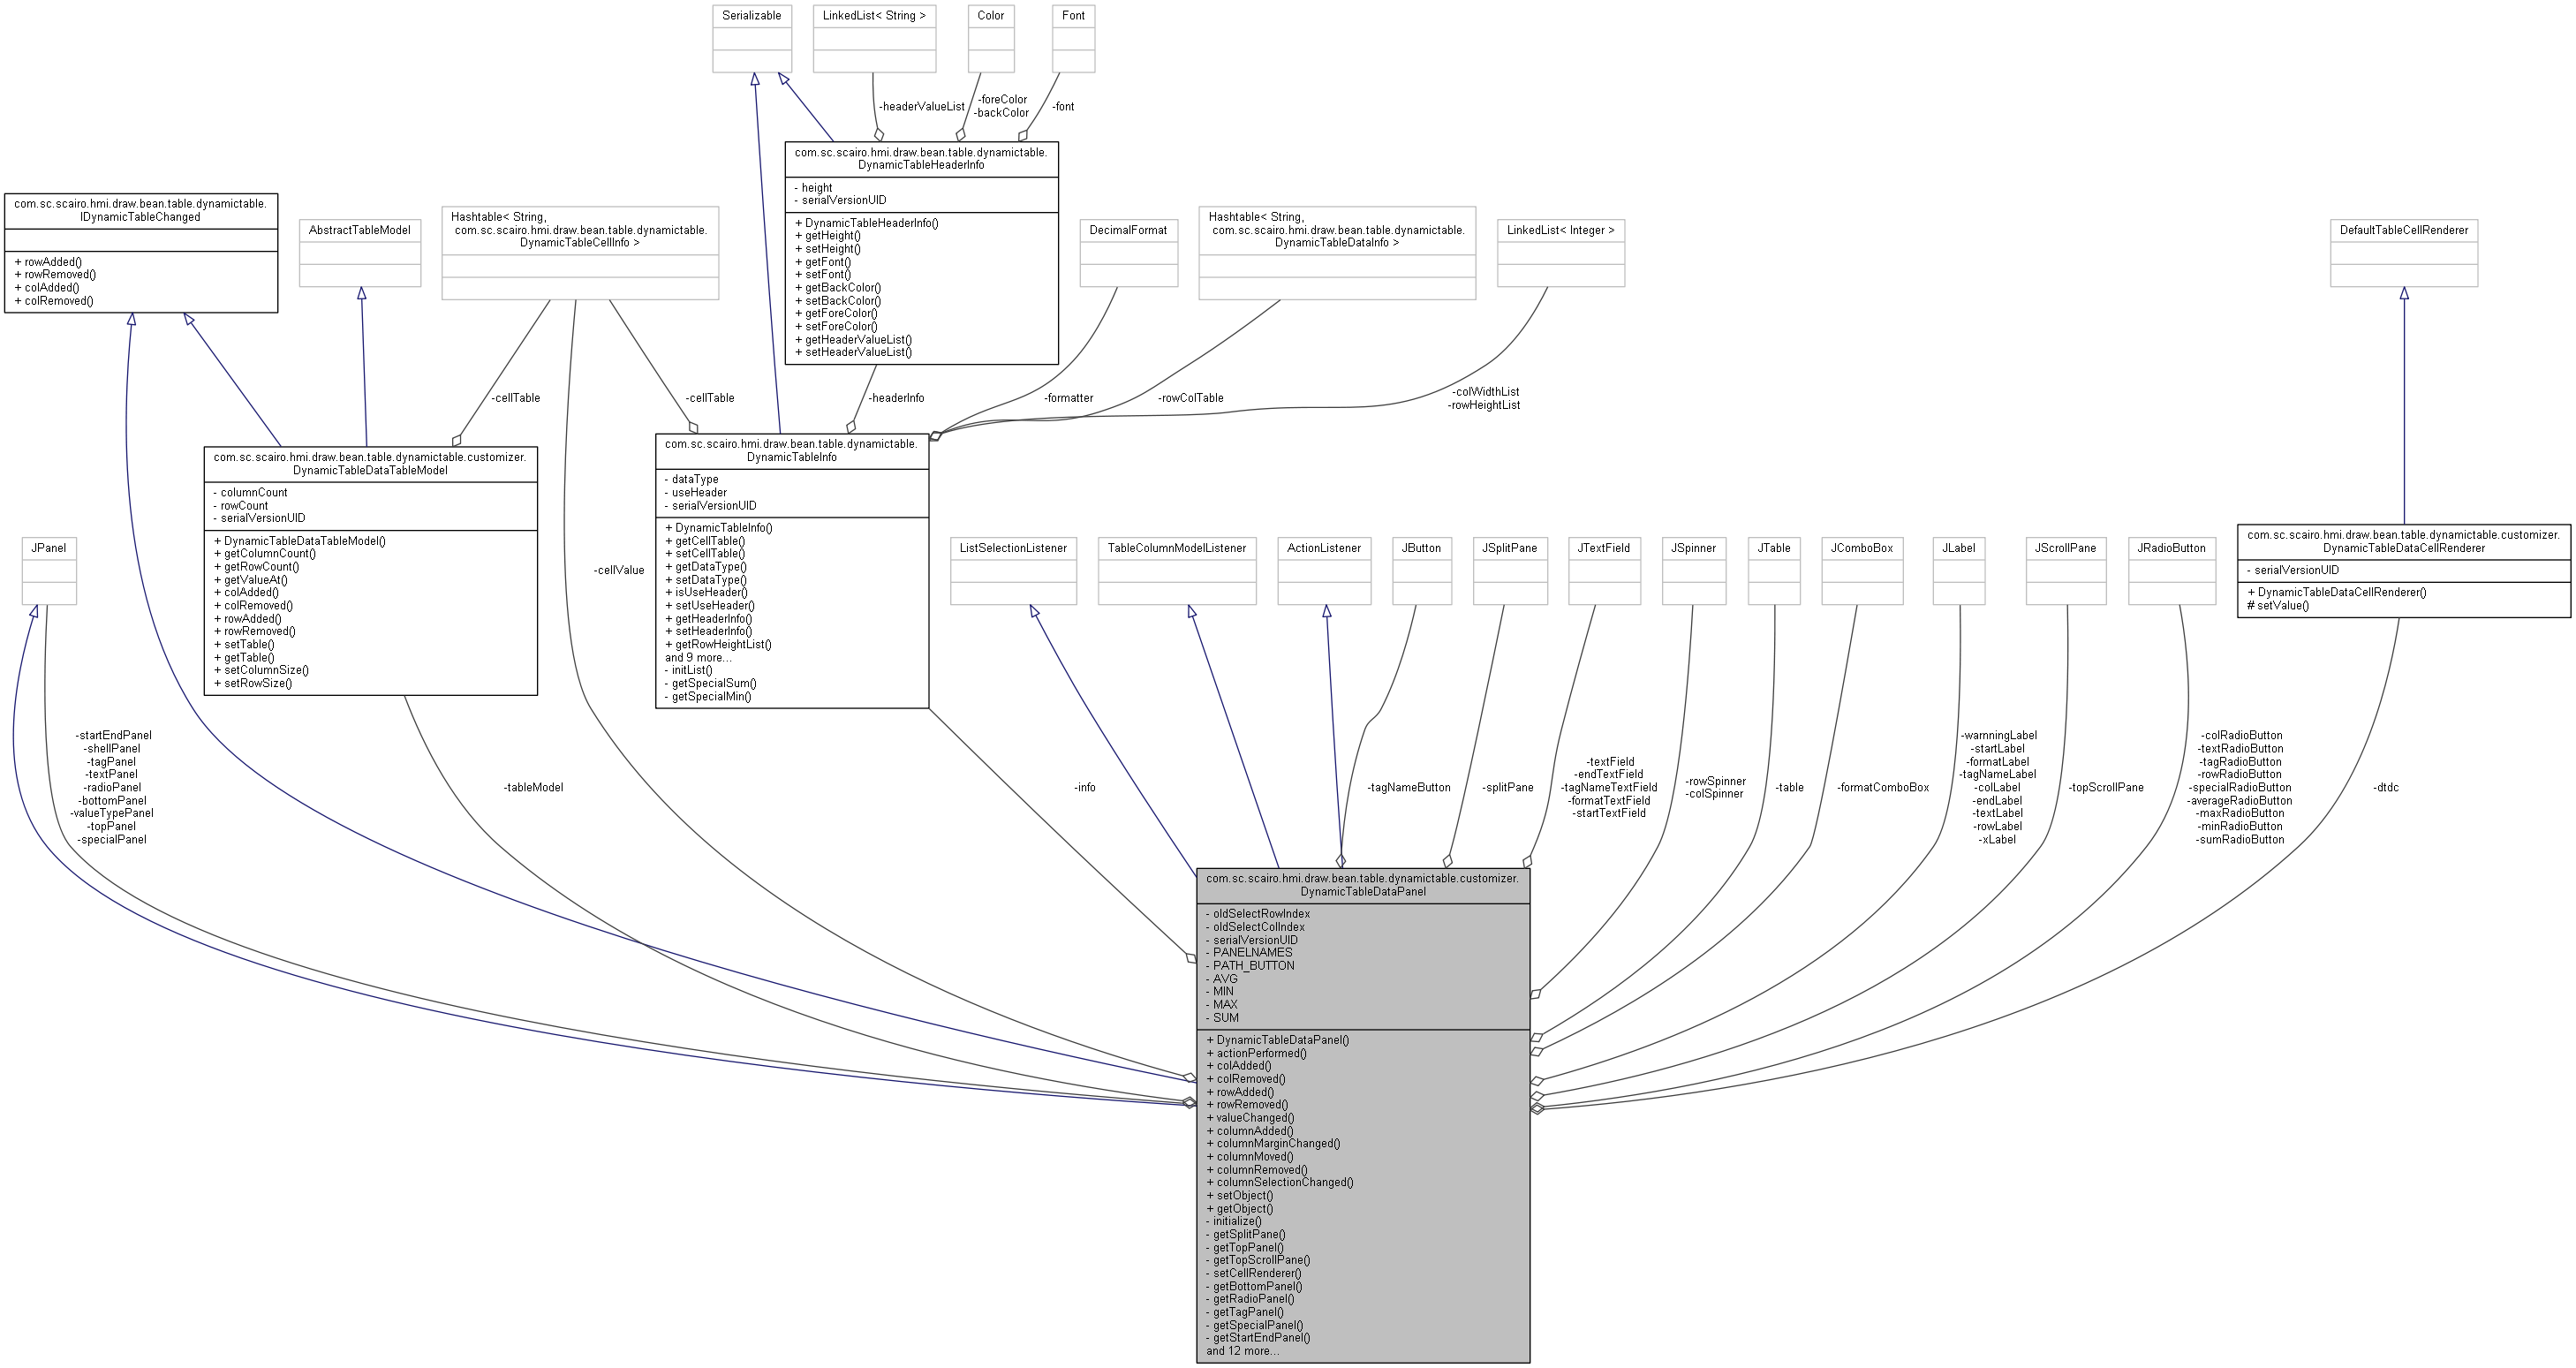 Serializable
LinkedList< String >
Color
Font
-headerValueList
-foreColor
-backColor
-font
com.sc.scairo.hmi.draw.bean.table.dynamictable.
DynamicTableHeaderInfo
- height
- serialVersionUID
+ DynamicTableHeaderInfo()
+ getHeight()
+ setHeight()
+ getFont()
+ setFont()
+ getBackColor()
+ setBackColor()
+ getForeColor()
+ setForeColor()
+ getHeaderValueList()
+ setHeaderValueList()
com.sc.scairo.hmi.draw.bean.table.dynamictable.
IDynamicTableChanged
+ rowAdded()
+ rowRemoved()
+ colAdded()
+ colRemoved()
AbstractTableModel
Hashtable< String,
com.sc.scairo.hmi.draw.bean.table.dynamictable.
DynamicTableCellInfo >
DecimalFormat
Hashtable< String,
com.sc.scairo.hmi.draw.bean.table.dynamictable.
DynamicTableDataInfo >
LinkedList< Integer >
DefaultTableCellRenderer
-cellTable
-cellTable
-headerInfo
-formatter
-rowColTable
-colWidthList
-rowHeightList
com.sc.scairo.hmi.draw.bean.table.dynamictable.customizer.
DynamicTableDataTableModel
- columnCount
- rowCount
- serialVersionUID
+ DynamicTableDataTableModel()
+ getColumnCount()
+ getRowCount()
+ getValueAt()
+ colAdded()
+ colRemoved()
+ rowAdded()
+ rowRemoved()
+ setTable()
+ getTable()
+ setColumnSize()
+ setRowSize()
-cellValue
com.sc.scairo.hmi.draw.bean.table.dynamictable.
DynamicTableInfo
- dataType
- useHeader
- serialVersionUID
+ DynamicTableInfo()
+ getCellTable()
+ setCellTable()
+ getDataType()
+ setDataType()
+ isUseHeader()
+ setUseHeader()
+ getHeaderInfo()
+ setHeaderInfo()
+ getRowHeightList()
and 9 more...
- initList()
- getSpecialSum()
- getSpecialMin()
JPanel
ListSelectionListener
TableColumnModelListener
ActionListener
JButton
JSplitPane
JTextField
JSpinner
JTable
JComboBox
JLabel
JScrollPane
JRadioButton
com.sc.scairo.hmi.draw.bean.table.dynamictable.customizer.
DynamicTableDataCellRenderer
- serialVersionUID
+ DynamicTableDataCellRenderer()
# setValue()
-startEndPanel
-shellPanel
-tagPanel
-textPanel
-radioPanel
-bottomPanel
-valueTypePanel
-topPanel
-specialPanel
-tableModel
-info
-tagNameButton
-splitPane
-textField
-endTextField
-tagNameTextField
-formatTextField
-startTextField
-rowSpinner
-colSpinner
-table
-formatComboBox
-warnningLabel
-startLabel
-formatLabel
-tagNameLabel
-colLabel
-endLabel
-textLabel
-rowLabel
-xLabel
-topScrollPane
-colRadioButton
-textRadioButton
-tagRadioButton
-rowRadioButton
-specialRadioButton
-averageRadioButton
-maxRadioButton
-minRadioButton
-sumRadioButton
-dtdc
com.sc.scairo.hmi.draw.bean.table.dynamictable.customizer.
DynamicTableDataPanel
- oldSelectRowIndex
- oldSelectColIndex
- serialVersionUID
- PANELNAMES
- PATH_BUTTON
- AVG
- MIN
- MAX
- SUM
+ DynamicTableDataPanel()
+ actionPerformed()
+ colAdded()
+ colRemoved()
+ rowAdded()
+ rowRemoved()
+ valueChanged()
+ columnAdded()
+ columnMarginChanged()
+ columnMoved()
+ columnRemoved()
+ columnSelectionChanged()
+ setObject()
+ getObject()
- initialize()
- getSplitPane()
- getTopPanel()
- getTopScrollPane()
- setCellRenderer()
- getBottomPanel()
- getRadioPanel()
- getTagPanel()
- getSpecialPanel()
- getStartEndPanel()
and 12 more...